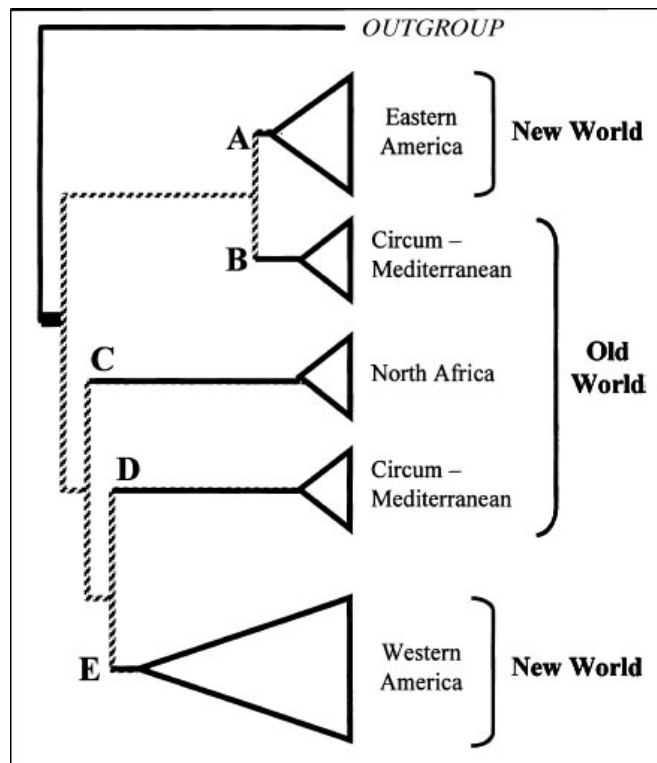 OUTGROUP
A
Eastern
America
New World
B
Circum –
Mediterranean
C
North Africa
Old
World
D
Circum –
Mediterranean
E
Western
America
New World